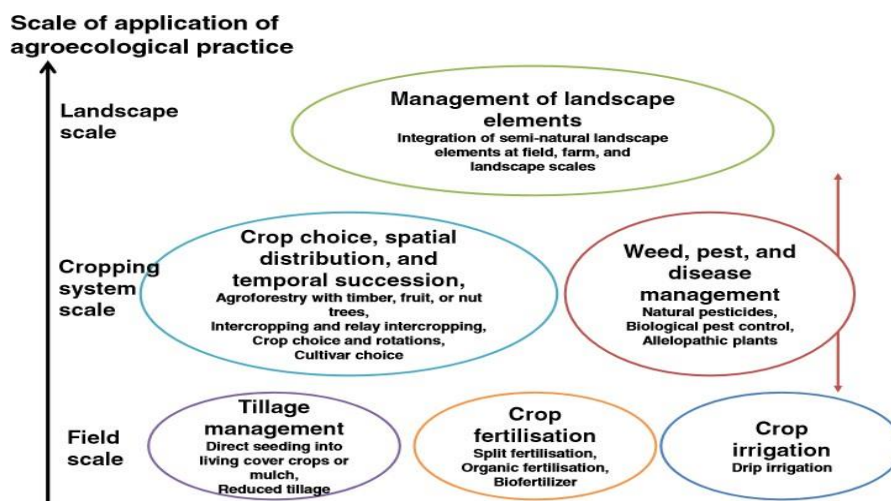 Scale of application of
agroecological practice
Landscape
scale
Management of landscape
elements
Integration of semi-natural landscape
elements at field, farm, and
landscape scales
Cropping
system
scale
Crop choice, spatial
distribution, and
temporal succession,
Agroforestry with timber, fruit, or nut
trees,
Intercropping and relay intercropping,
Crop choice and rotations,
Cultivar choice
Weed, pest, and
disease
management
Natural pesticides,
Biological pest control,
Allelopathic plants
Field
scale
Tillage
management
Direct seeding into
living cover crops or
mulch,
Reduced tillage
Crop
fertilisation
Split fertilisation,
Organic fertilisation,
Biofertilizer
Crop
irrigation
Drip irrigation